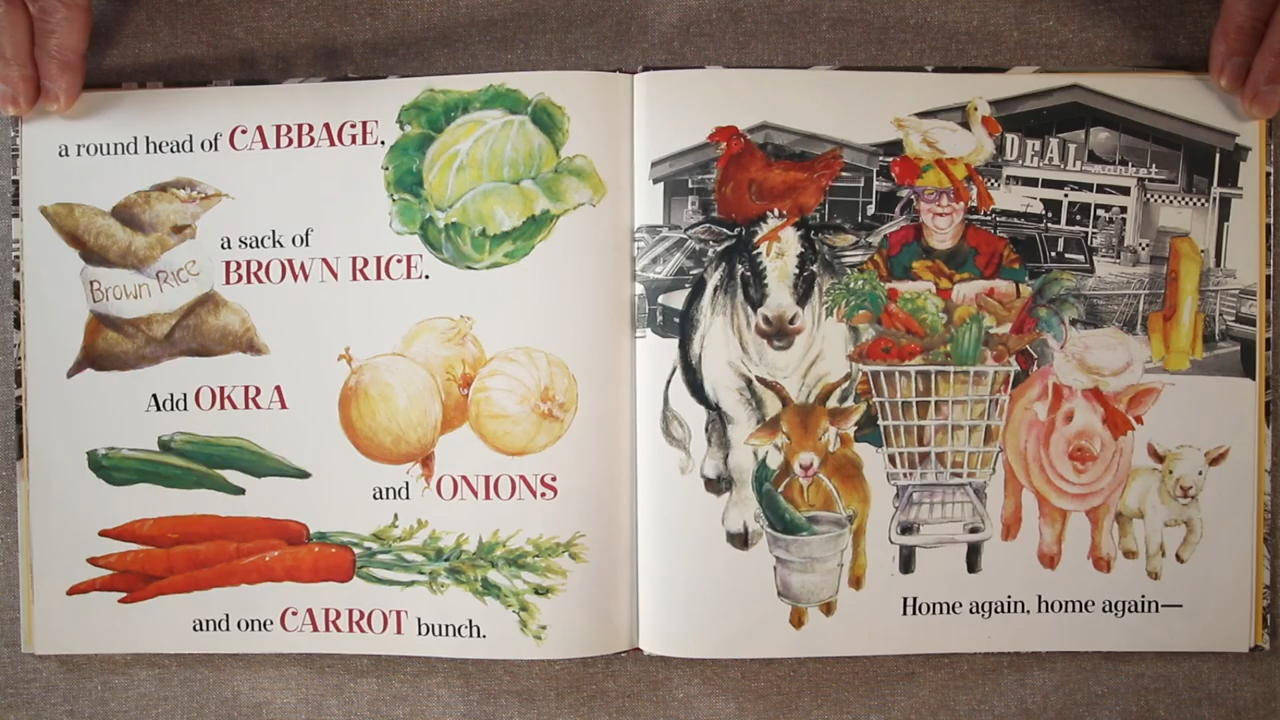 a round head of CABBAGE,
a sack of
BROWN RICE.
Brown Rice
Add OKRA
and ONIONS
and one CARROT bunch.
DEAL
market
Home again, home again—